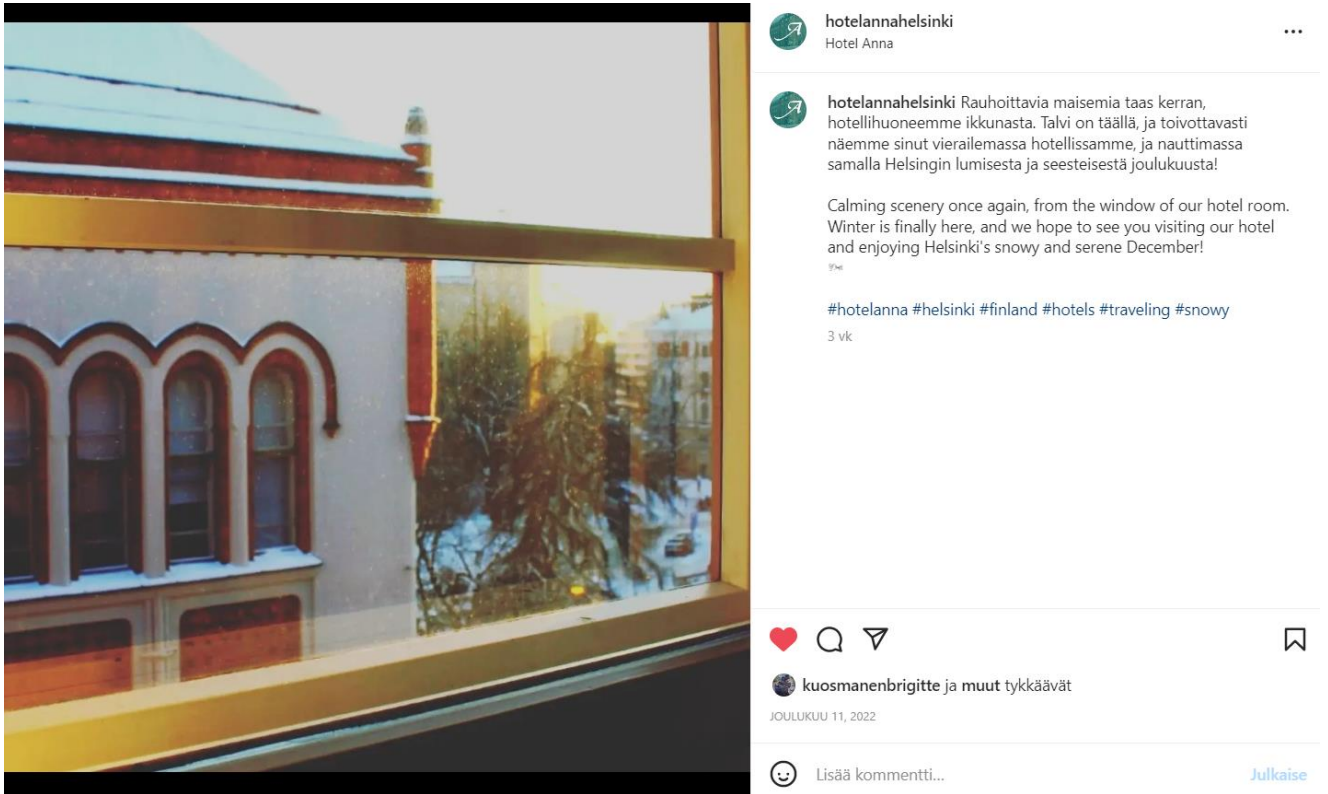 hotelannahelsinki
Hotel Anna
hotelannahelsinki Rauhoittavia maisemia taas kerran,
hotellihuoneemme ikkunasta. Talvi on täällä, ja toivottavasti
näemme sinut vierailemassa hotellissamme, ja nauttimassa
samalla Helsingin lumisesta ja seesteisestä joulukuusta!
Calming scenery once again, from the window of our hotel room.
Winter is finally here, and we hope to see you visiting our hotel
and enjoying Helsinki's snowy and serene December!
#hotelanna #helsinki #finland #hotels #traveling #snowy
3 vk
kuosmanenbrigitte ja muut tykkäävät
JOULUKUU 11, 2022
Lisää kommentti... Julkaise